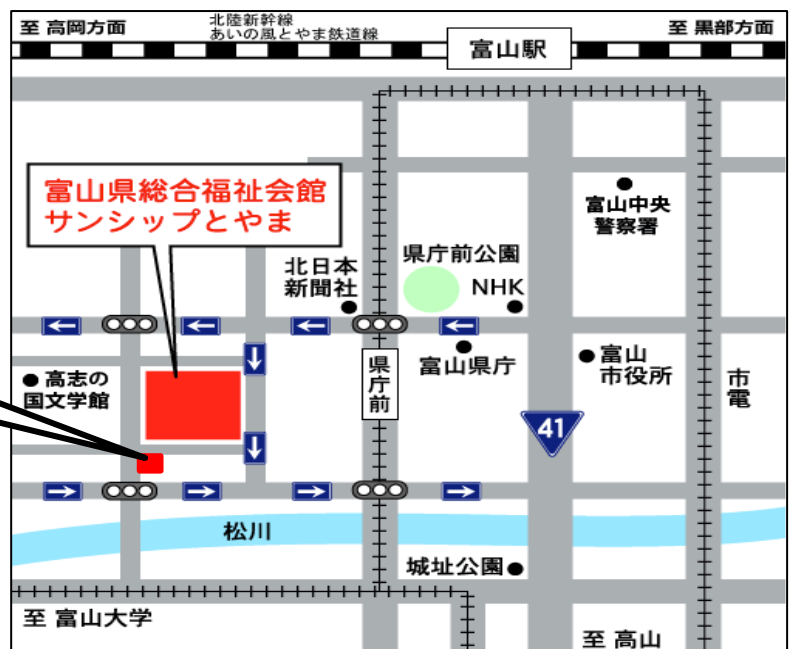 至 高岡方面
北陸新幹線
あいの風とやま鉄道線
富山駅
至 黒部方面
富山県総合福祉会館
サンシップとやま
富山中央
警察署
県庁前公園
北日本
新聞社
NHK
富山県庁
富山
市役所
県庁前
市電
高志の
国文学館
41
松川
城址公園
至 富山大学
至 高山